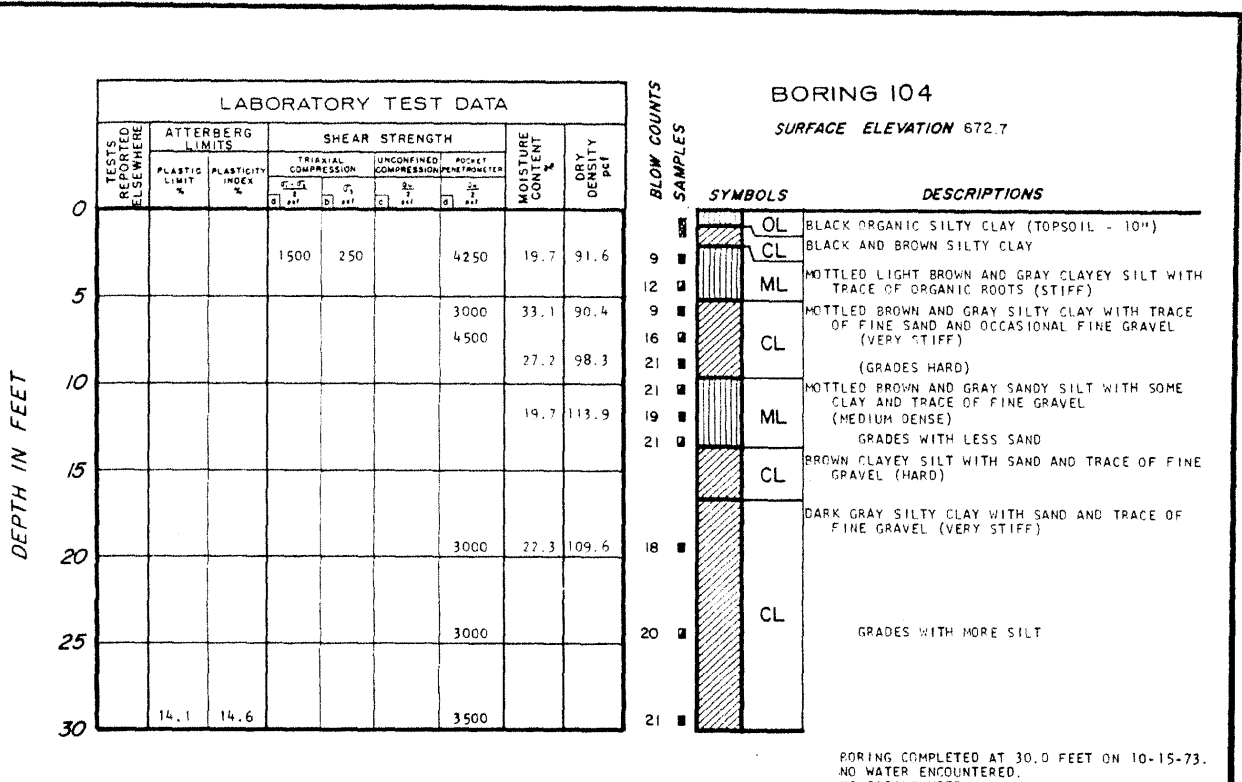 LABORATORY TEST DATA
TESTS REPORTED ELSEWHERE
ATTERBERG LIMITS
SHEAR STRENGTH
MOISTURE CONTENT %
DRY DENSITY pcf
PLASTIC LIMIT %
PLASTICITY INDEX %
TRIAXIAL COMPRESSION
UNCONFINED COMPRESSION
POCKET PENETROMETER
a psf
b psf
c psf
d psf
BLOW COUNTS
SAMPLES
BORING 104
SURFACE ELEVATION 672.7
SYMBOLS
DESCRIPTIONS
DEPTH IN FEET
0
OL BLACK ORGANIC SILTY CLAY (TOPSOIL - 10")
CL BLACK AND BROWN SILTY CLAY
1500 250 4250 19.7 91.6 9
12 ML MOTTLED LIGHT BROWN AND GRAY CLAYEY SILT WITH
TRACE OF ORGANIC ROOTS (STIFF)
5
3000 33.1 90.4 9 MOTTLED BROWN AND GRAY SILTY CLAY WITH TRACE
OF FINE SAND AND OCCASIONAL FINE GRAVEL
4500 16 CL (VERY STIFF)
27.2 98.3 21 (GRADES HARD)
10
21 MOTTLED BROWN AND GRAY SANDY SILT WITH SOME
CLAY AND TRACE OF FINE GRAVEL
19.7 113.9 19 ML (MEDIUM DENSE)
21 GRADES WITH LESS SAND
15
CL BROWN CLAYEY SILT WITH SAND AND TRACE OF FINE
GRAVEL (HARD)
DARK GRAY SILTY CLAY WITH SAND AND TRACE OF
FINE GRAVEL (VERY STIFF)
20
3000 22.3 109.6 18
CL
25
3000 20 GRADES WITH MORE SILT
30
14.1 14.6 3500 21
BORING COMPLETED AT 30.0 FEET ON 10-15-73.
NO WATER ENCOUNTERED.